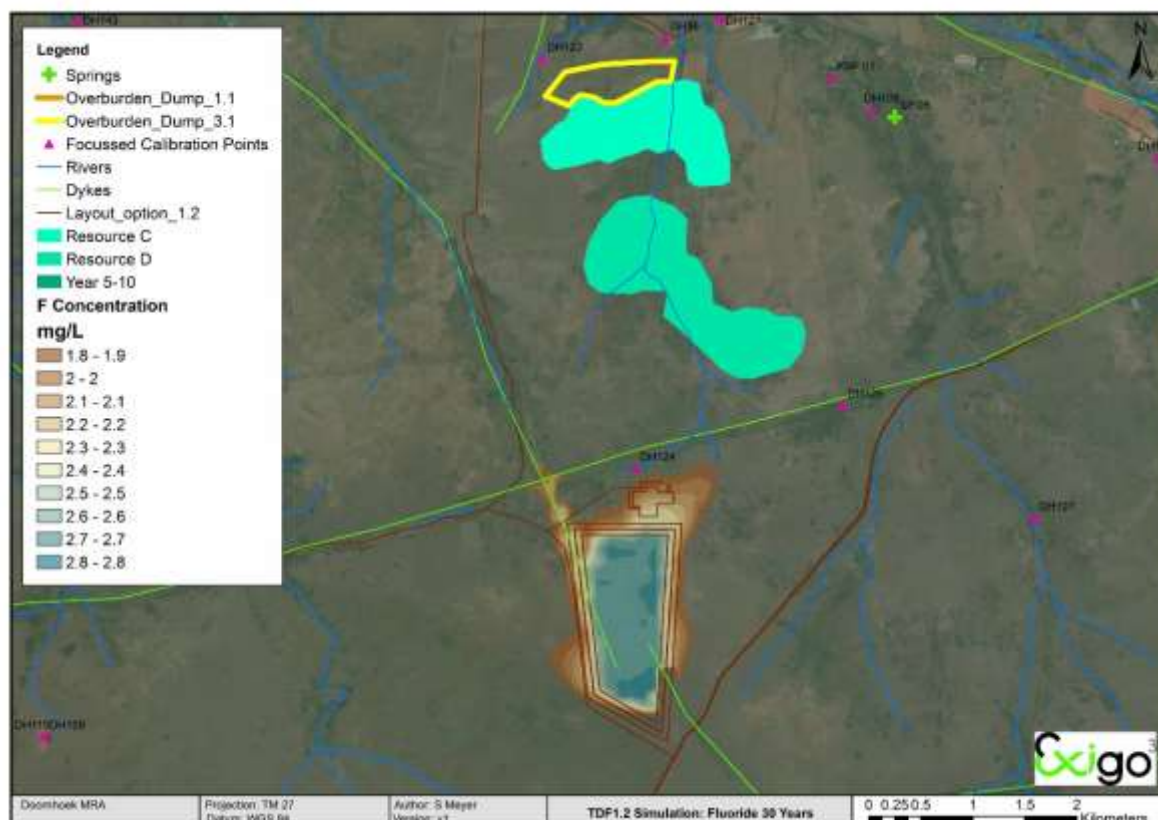 DH123
N
Legend
Springs
Overburden_Dump_1.1
Overburden_Dump_3.1
Focussed Calibration Points
Rivers
Dykes
Layout_option_1.2
Resource C
Resource D
Year 5-10
F Concentration
mg/L
1.8 - 1.9
2 - 2
2.1 - 2.1
2.2 - 2.2
2.3 - 2.3
2.4 - 2.4
2.5 - 2.5
2.6 - 2.6
2.7 - 2.7
2.8 - 2.8
DH124
Exigo
Doornhoek MRA
Projection: TM 27
Datum: WGS 84
Author: S Meyer
TDF1.2 Simulation: Fluoride 30 Years
0 0.25 0.5 1 1.5 2
Kilometers